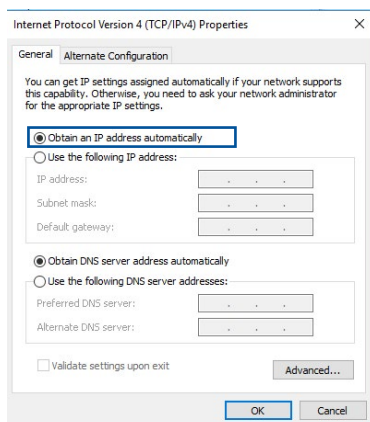 Internet Protocol Version 4 (TCP/IPv4) Properties
General
Alternate Configuration
You can get IP settings assigned automatically if your network supports
this capability. Otherwise, you need to ask your network administrator
for the appropriate IP settings.
Obtain an IP address automatically
Use the following IP address:
IP address:
Subnet mask:
Default gateway:
Obtain DNS server address automatically
Use the following DNS server addresses:
Preferred DNS server:
Alternate DNS server:
Validate settings upon exit
Advanced...
OK
Cancel